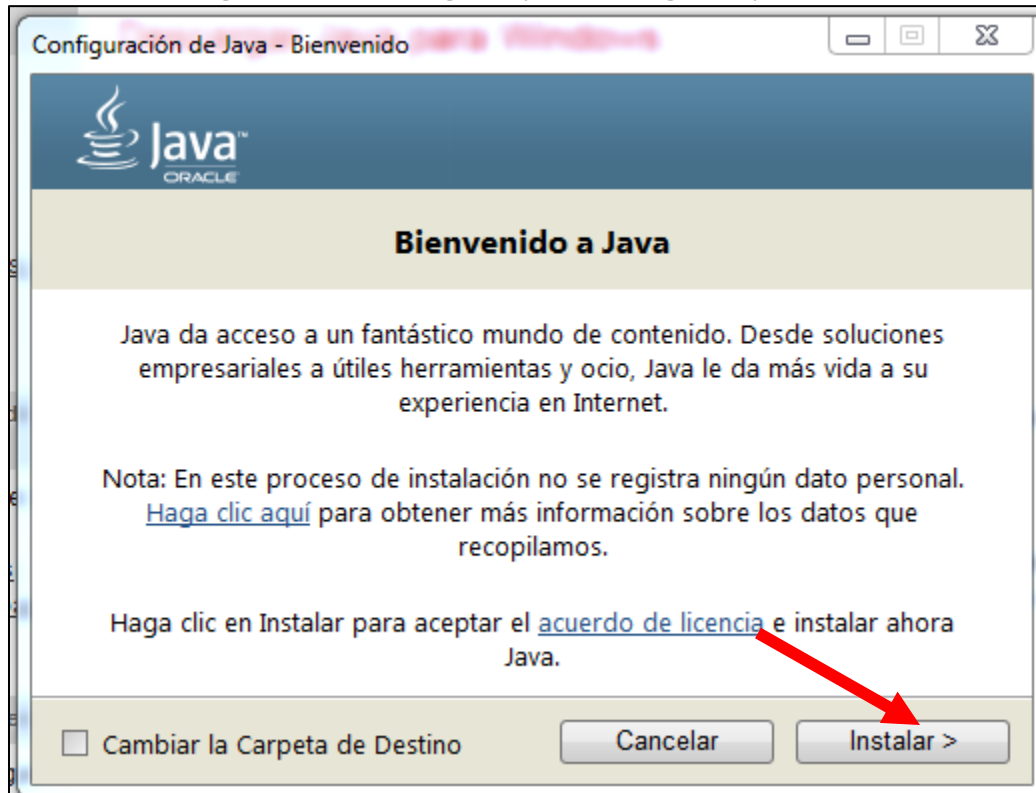 Configuración de Java - Bienvenido
Java™
ORACLE
Bienvenido a Java
Java da acceso a un fantástico mundo de contenido. Desde soluciones
empresariales a útiles herramientas y ocio, Java le da más vida a su
experiencia en Internet.
Nota: En este proceso de instalación no se registra ningún dato personal.
Haga clic aquí para obtener más información sobre los datos que
recopilamos.
Haga clic en Instalar para aceptar el acuerdo de licencia e instalar ahora
Java.
Cambiar la Carpeta de Destino
Cancelar
Instalar >